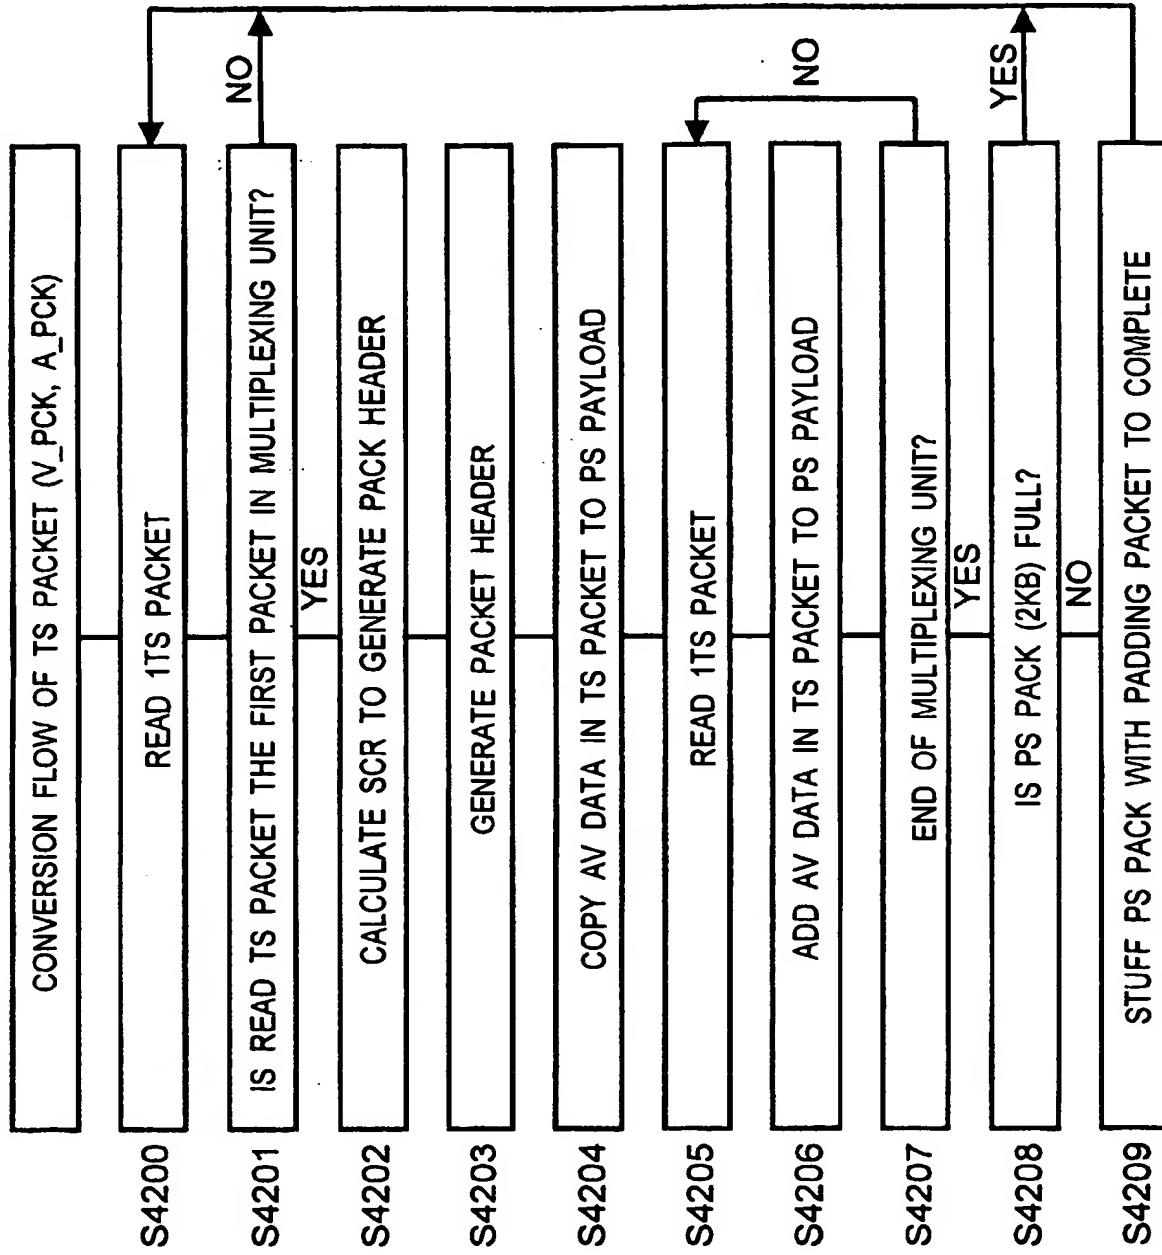 CONVERSION FLOW OF TS PACKET (V_PCK, A_PCK)
S4200
READ 1TS PACKET
S4201
IS READ TS PACKET THE FIRST PACKET IN MULTIPLEXING UNIT?
NO
YES
S4202
CALCULATE SCR TO GENERATE PACK HEADER
S4203
GENERATE PACKET HEADER
S4204
COPY AV DATA IN TS PACKET TO PS PAYLOAD
S4205
READ 1TS PACKET
S4206
ADD AV DATA IN TS PACKET TO PS PAYLOAD
NO
S4207
END OF MULTIPLEXING UNIT?
YES
S4208
IS PS PACK (2KB) FULL?
YES
NO
S4209
STUFF PS PACK WITH PADDING PACKET TO COMPLETE